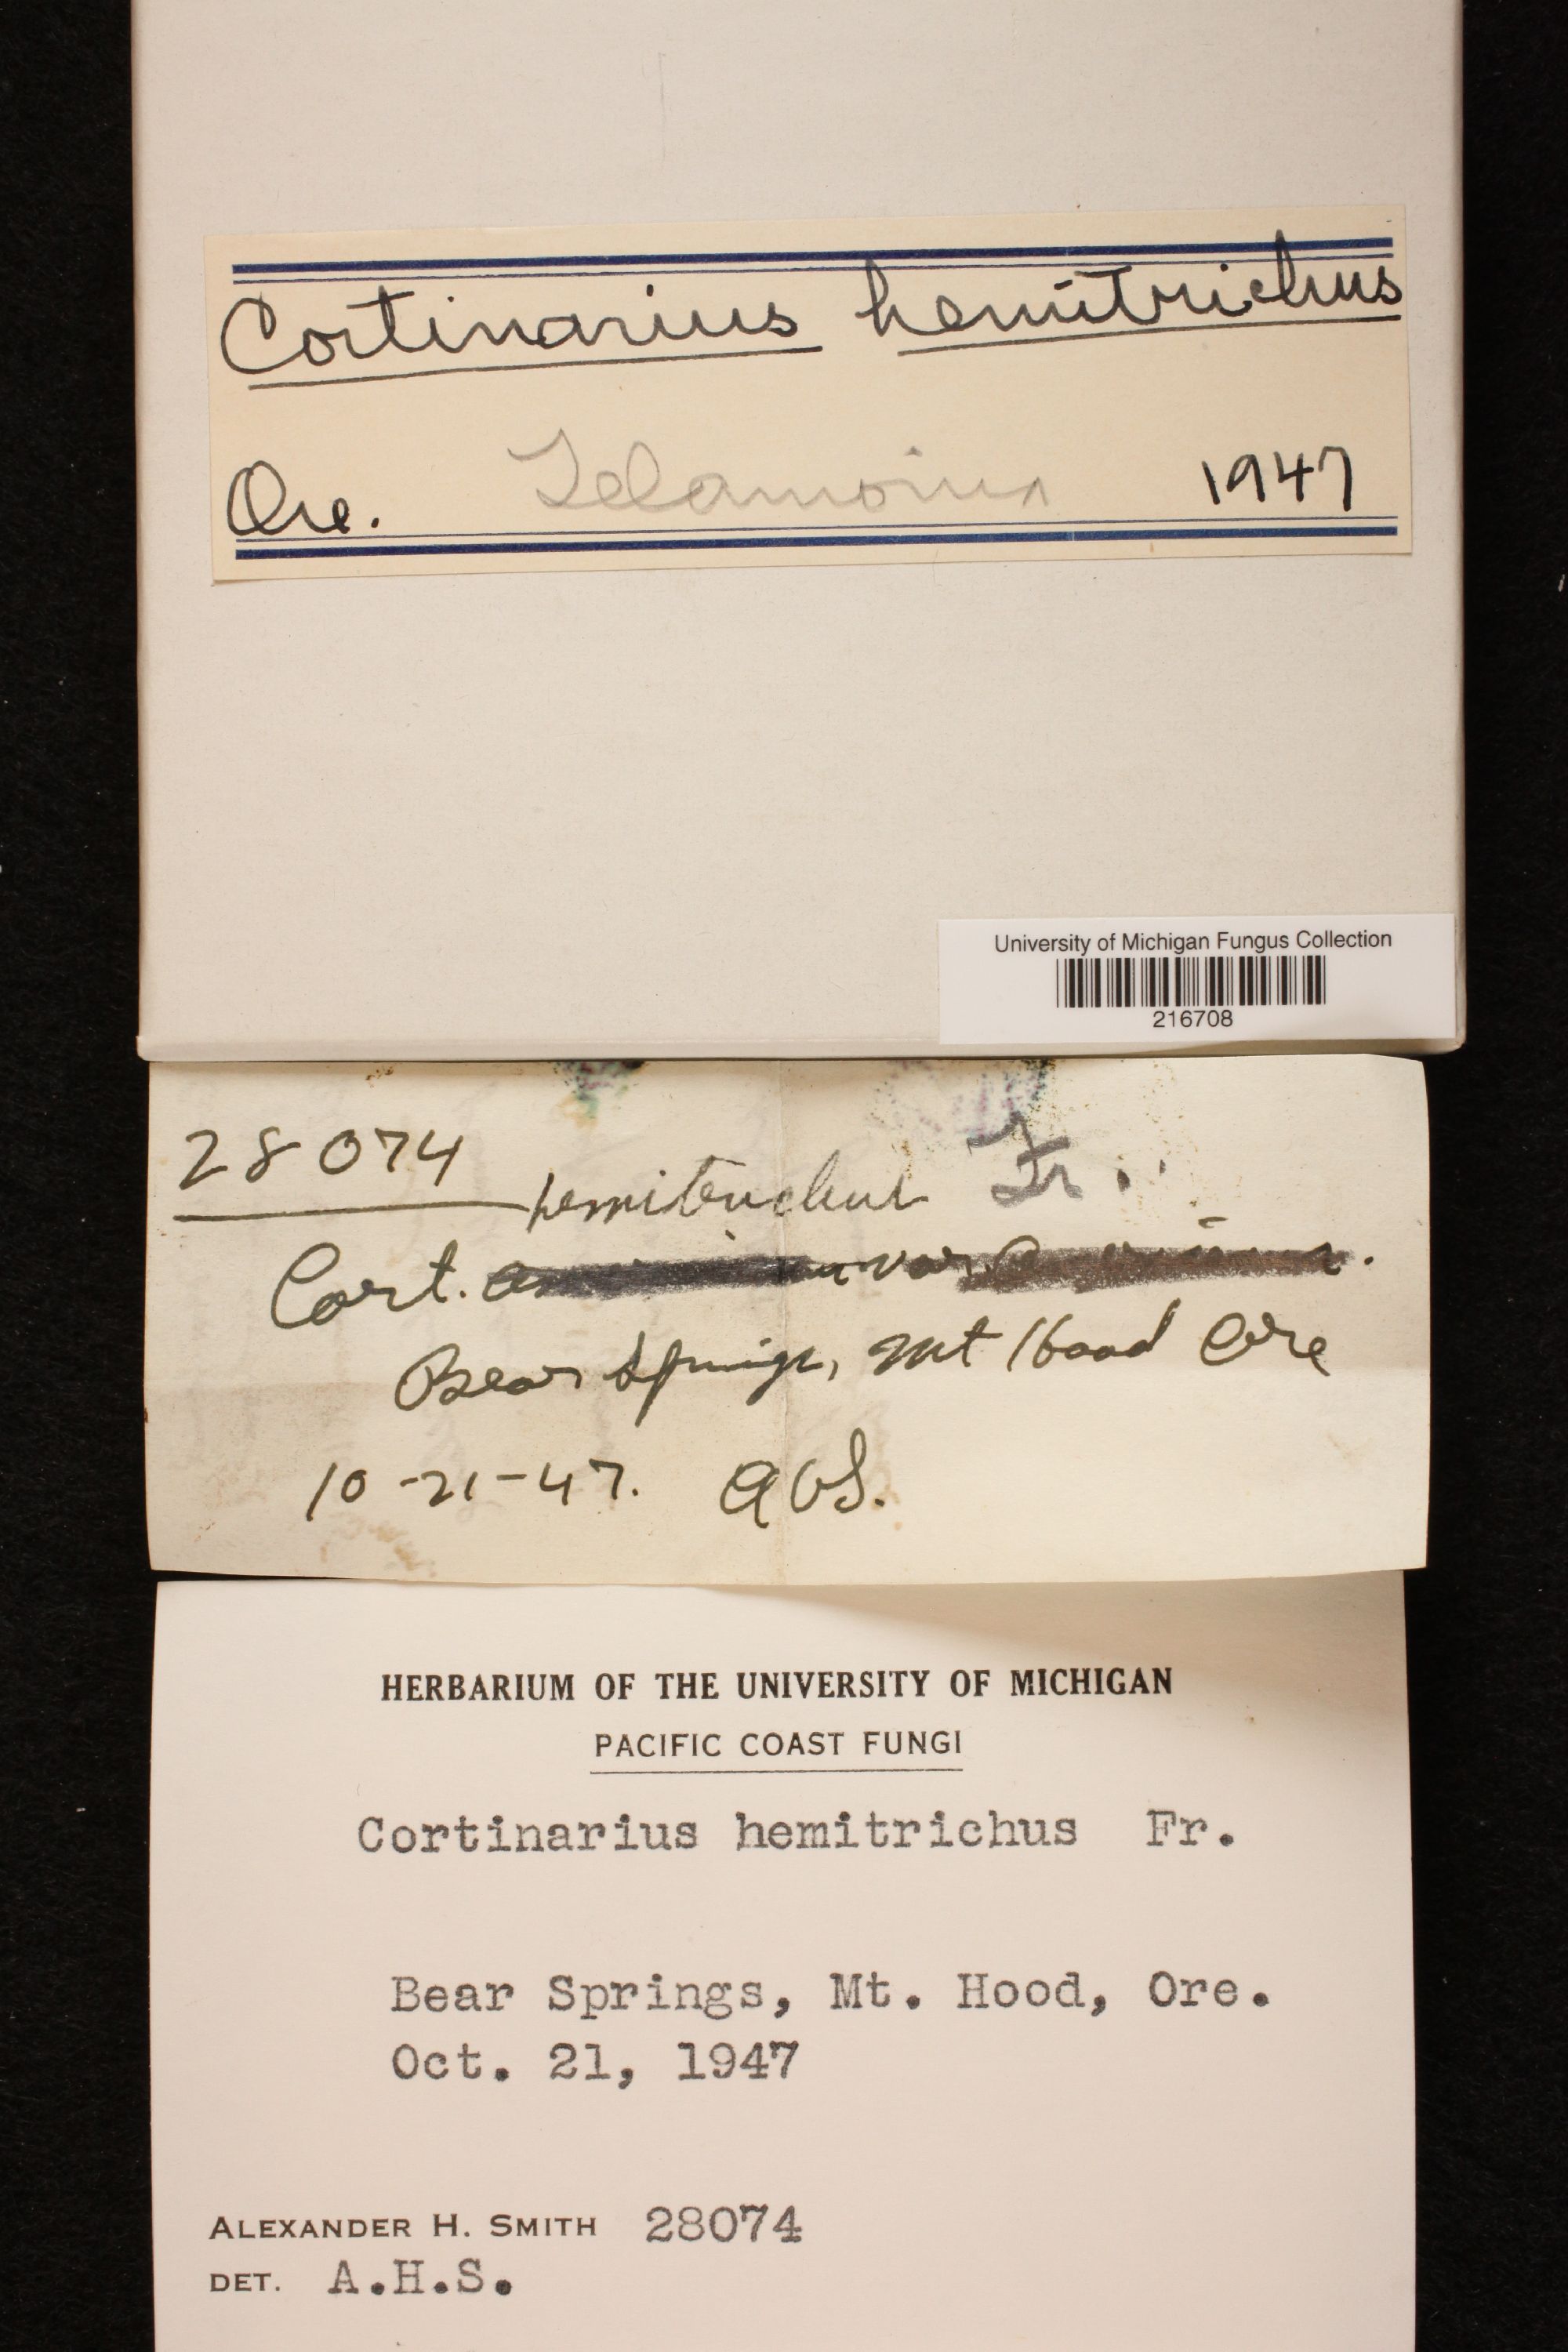 Cortinarius hemitrichus
Telamonia
Ore. 1947
University of Michigan Fungus Collection
216708
28074
hemitrichus Fr.
Cort. var.
Bear Springs, Mt Hood Ore
10-21-47. AHS.
HERBARIUM OF THE UNIVERSITY OF MICHIGAN
PACIFIC COAST FUNGI
Cortinarius hemitrichus Fr.
Bear Springs, Mt. Hood, Ore.
Oct. 21, 1947
ALEXANDER H. SMITH 28074
DET. A.H.S.